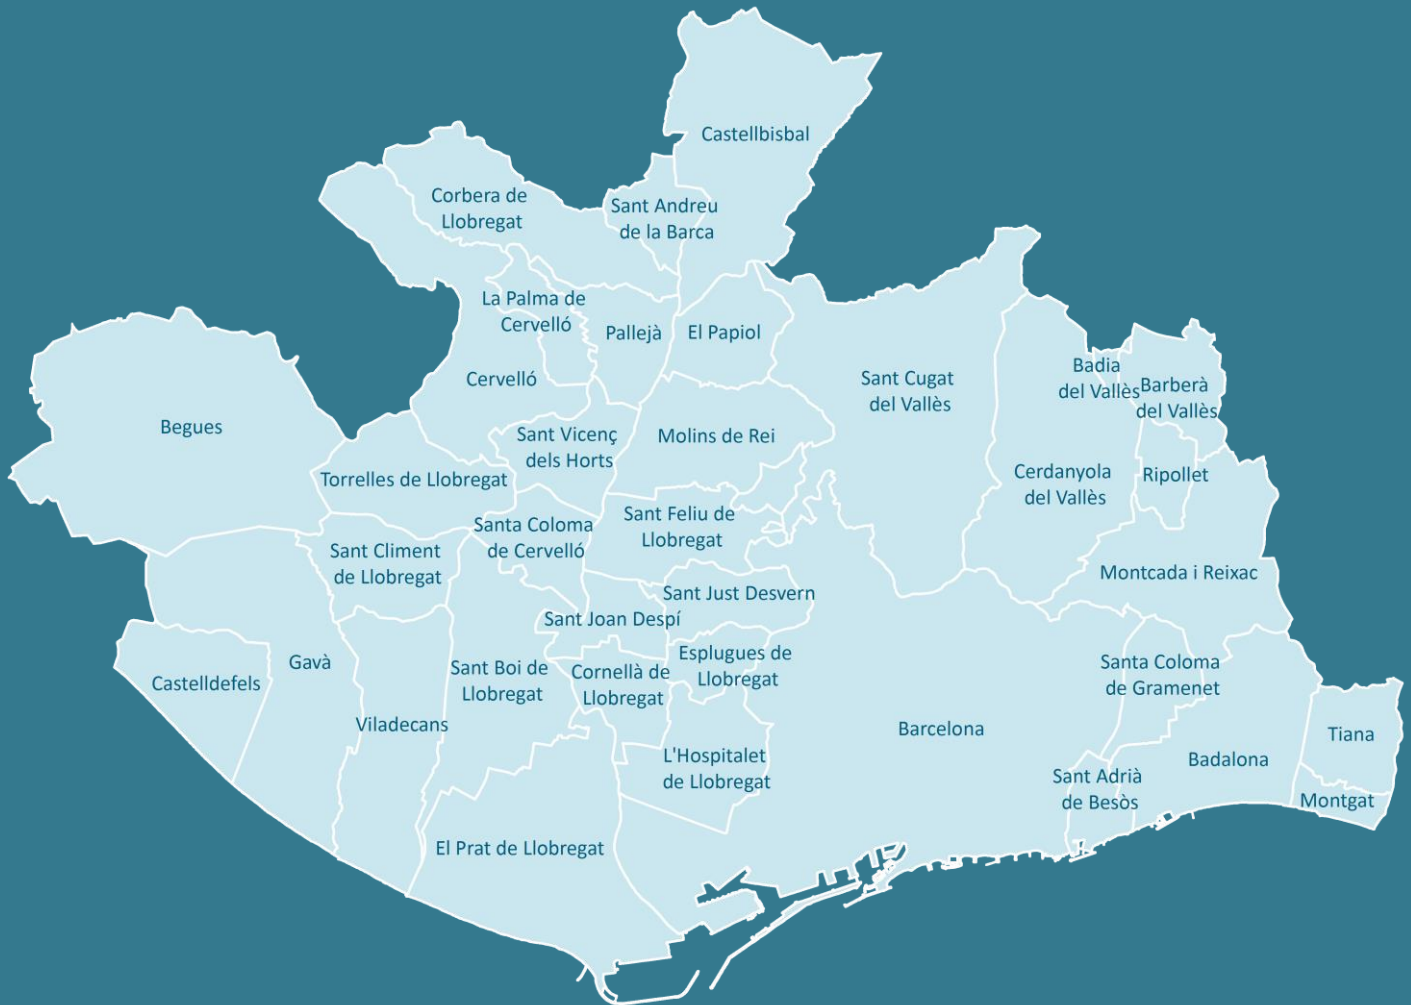 Castellbisbal
Corbera de
Llobregat
Sant Andreu
de la Barca
La Palma de
Cervelló
Pallejà
El Papiol
Cervelló
Sant Cugat
del Vallès
Badia
del Vallès
Barberà
del Vallès
Begues
Sant Vicenç
dels Horts
Molins de Rei
Torrelles de Llobregat
Cerdanyola
del Vallès
Ripollet
Santa Coloma
de Cervelló
Sant Feliu de
Llobregat
Sant Climent
de Llobregat
Montcada i Reixac
Sant Just Desvern
Sant Joan Despí
Castelldefels
Gavà
Sant Boi de
Llobregat
Cornellà de
Llobregat
Esplugues de
Llobregat
Santa Coloma
de Gramenet
Viladecans
Barcelona
Tiana
L'Hospitalet
de Llobregat
Badalona
Sant Adrià
de Besòs
Montgat
El Prat de Llobregat